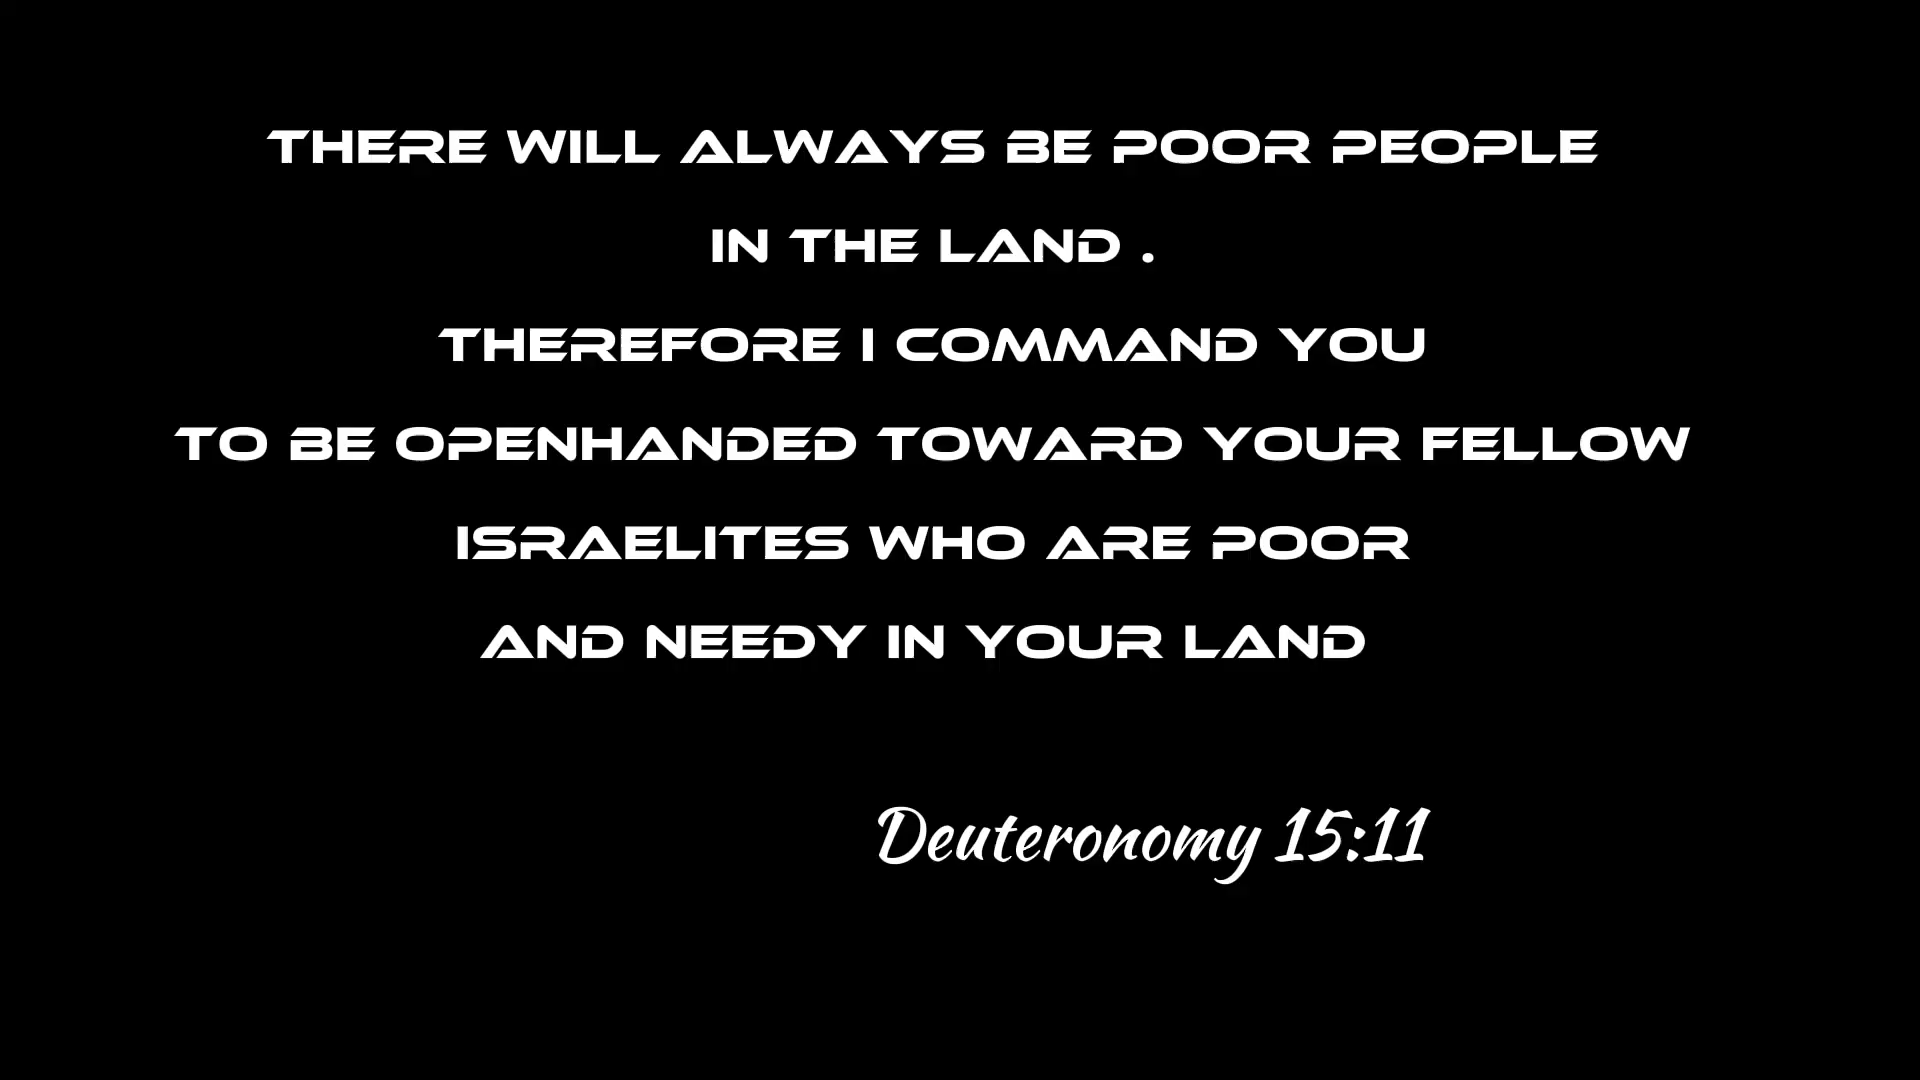 THERE WILL ALWAYS BE POOR PEOPLE
IN THE LAND .
THEREFORE I COMMAND YOU
TO BE OPENHANDED TOWARD YOUR FELLOW
ISRAELITES WHO ARE POOR
AND NEEDY IN YOUR LAND
Deuteronomy 15:11